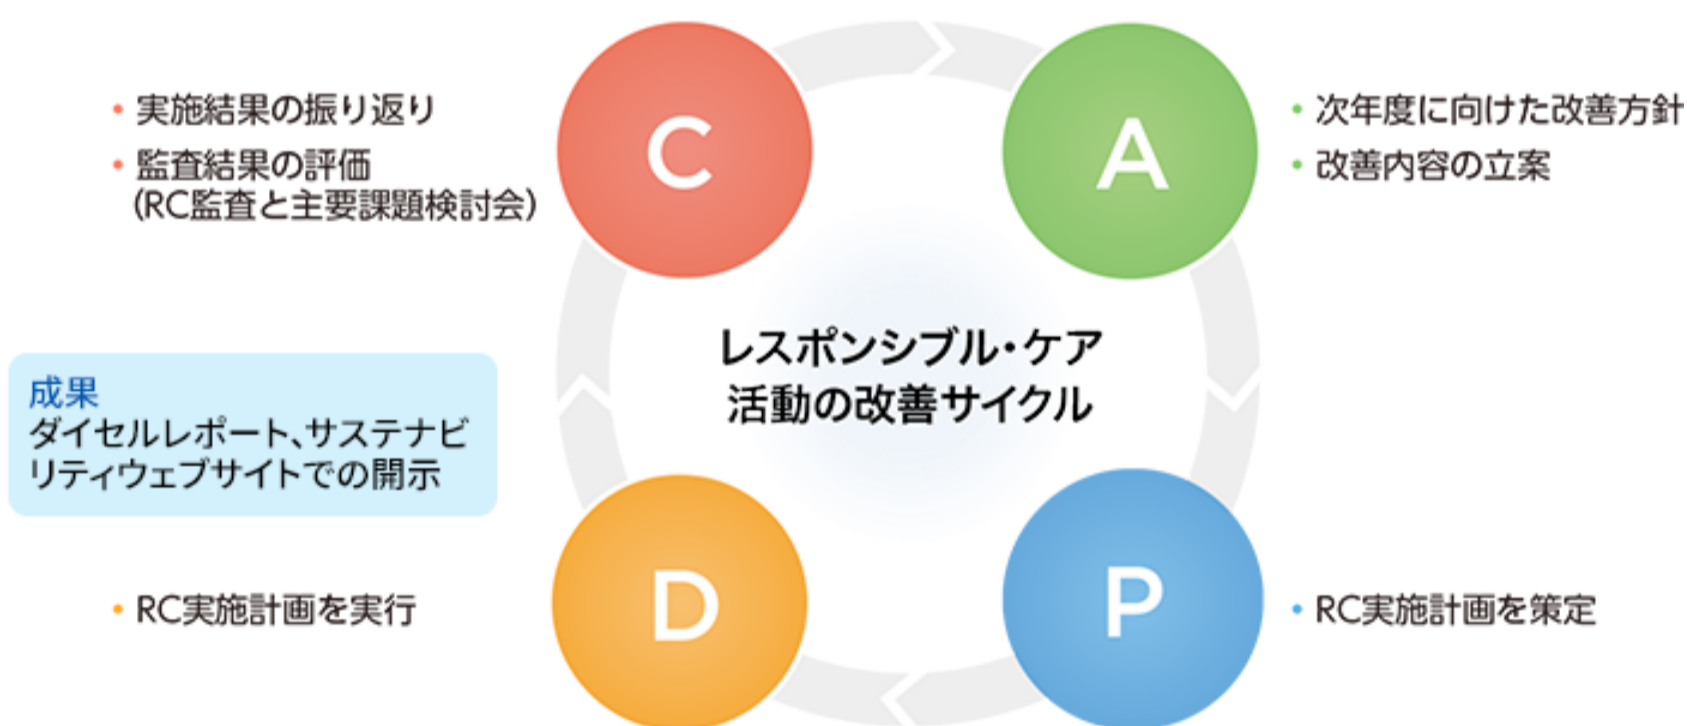 C
・実施結果の振り返り
・監査結果の評価
（RC監査と主要課題検討会）
A
・次年度に向けた改善方針
・改善内容の立案
レスポンシブル・ケア
活動の改善サイクル
成果
ダイセルレポート、サステナビ
リティウェブサイトでの開示
D
・RC実施計画を実行
P
・RC実施計画を策定